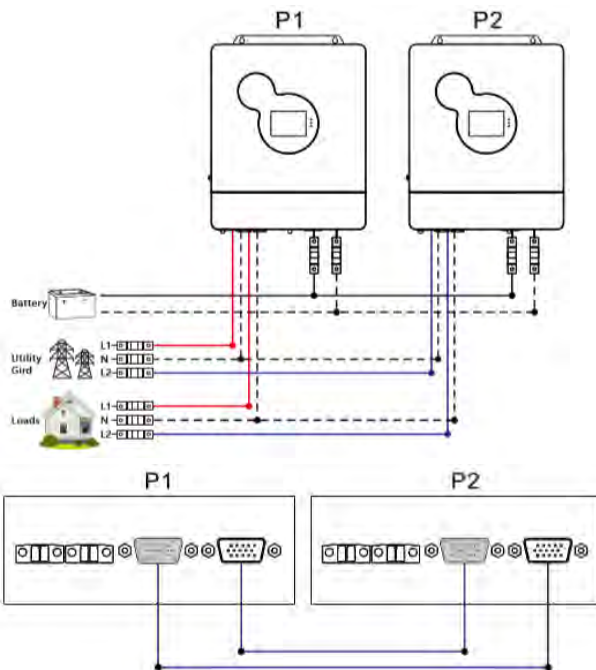 P1 P2
Battery
Utility
Gird
L1
N
L2
Loads
L1
N
L2
P1 P2